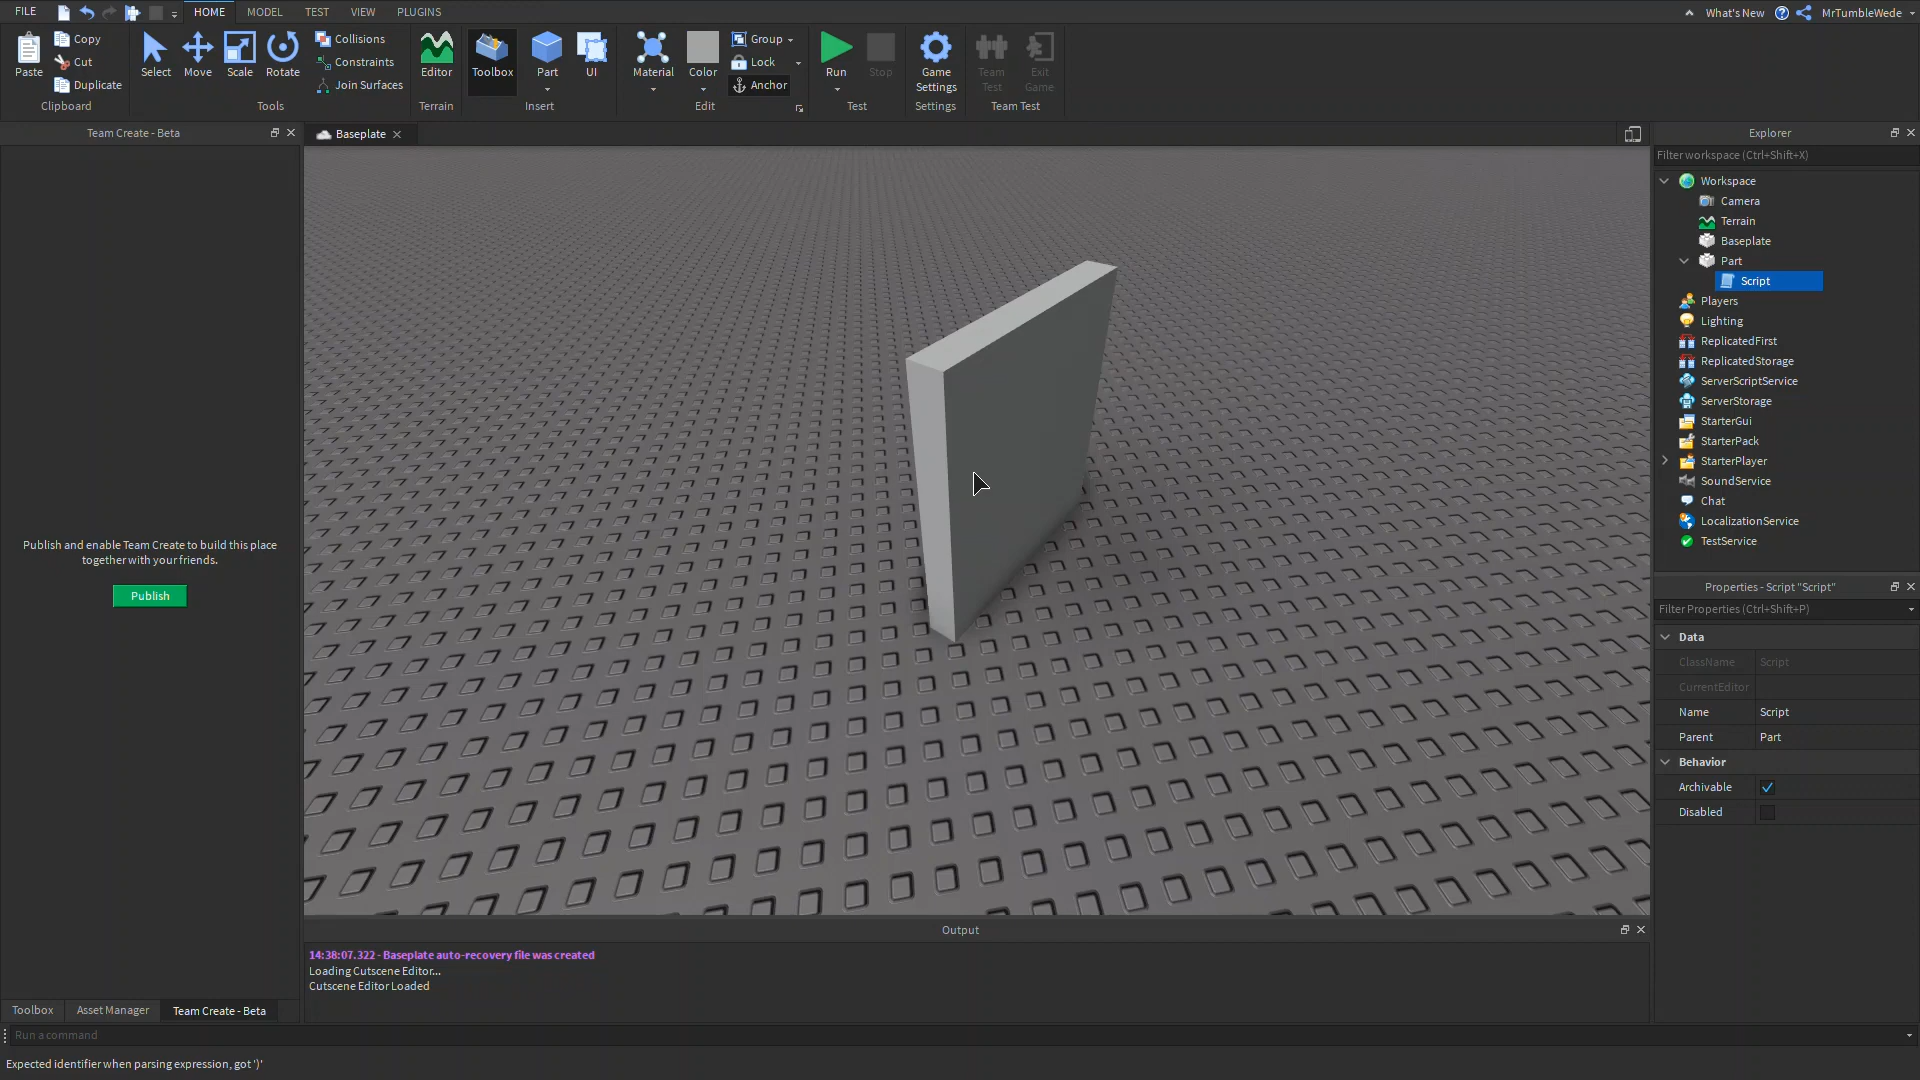 FILE
HOME
MODEL
TEST
VIEW
PLUGINS
What's New
MrTumbleWede
Paste
Copy
Cut
Duplicate
Clipboard
Select
Move
Scale
Rotate
Collisions
Constraints
Join Surfaces
Tools
Editor
Terrain
Toolbox
Part
UI
Insert
Material
Color
Group
Lock
Anchor
Edit
Run
Stop
Test
Game
Settings
Settings
Team
Test
Exit
Game
Team Test
Team Create - Beta
Publish and enable Team Create to build this place
together with your friends.
Publish
Toolbox
Asset Manager
Team Create - Beta
Baseplate
Output
14:38:07.322 - Baseplate auto-recovery file was created
Loading Cutscene Editor...
Cutscene Editor Loaded
Explorer
Filter workspace (Ctrl+Shift+X)
Workspace
Camera
Terrain
Baseplate
Part
Script
Players
Lighting
ReplicatedFirst
ReplicatedStorage
ServerScriptService
ServerStorage
StarterGui
StarterPack
StarterPlayer
SoundService
Chat
LocalizationService
TestService
Properties - Script "Script"
Filter Properties (Ctrl+Shift+P)
Data
ClassName Script
CurrentEditor
Name Script
Parent Part
Behavior
Archivable
Disabled
Run a command
Expected identifier when parsing expression, got ')'